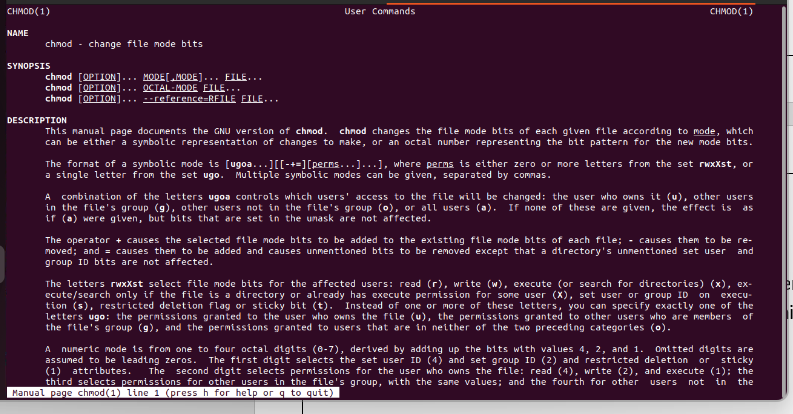 CHMOD(1) User Commands CHMOD(1)
NAME
chmod - change file mode bits
SYNOPSIS
chmod [OPTION]... MODE[,MODE]... FILE...
chmod [OPTION]... OCTAL-MODE FILE...
chmod [OPTION]... --reference=RFILE FILE...
DESCRIPTION
This manual page documents the GNU version of chmod. chmod changes the file mode bits of each given file according to mode, which
can be either a symbolic representation of changes to make, or an octal number representing the bit pattern for the new mode bits.
The format of a symbolic mode is [ugoa...][[-+=][perms...]...], where perms is either zero or more letters from the set rwxXst, or
a single letter from the set ugo. Multiple symbolic modes can be given, separated by commas.
A combination of the letters ugoa controls which users' access to the file will be changed: the user who owns it (u), other users
in the file's group (g), other users not in the file's group (o), or all users (a). If none of these are given, the effect is as
if (a) were given, but bits that are set in the umask are not affected.
The operator + causes the selected file mode bits to be added to the existing file mode bits of each file; - causes them to be re-
moved; and = causes them to be added and causes unmentioned bits to be removed except that a directory's unmentioned set user and
group ID bits are not affected.
The letters rwxXst select file mode bits for the affected users: read (r), write (w), execute (or search for directories) (x), ex-
ecute/search only if the file is a directory or already has execute permission for some user (X), set user or group ID on execu-
tion (s), restricted deletion flag or sticky bit (t). Instead of one or more of these letters, you can specify exactly one of the
letters ugo: the permissions granted to the user who owns the file (u), the permissions granted to other users who are members of
the file's group (g), and the permissions granted to users that are in neither of the two preceding categories (o).
A numeric mode is from one to four octal digits (0-7), derived by adding up the bits with values 4, 2, and 1. Omitted digits are
assumed to be leading zeros. The first digit selects the set user ID (4) and set group ID (2) and restricted deletion or sticky
(1) attributes. The second digit selects permissions for the user who owns the file: read (4), write (2), and execute (1); the
third selects permissions for other users in the file's group, with the same values; and the fourth for other users not in the
Manual page chmod(1) line 1 (press h for help or q to quit)